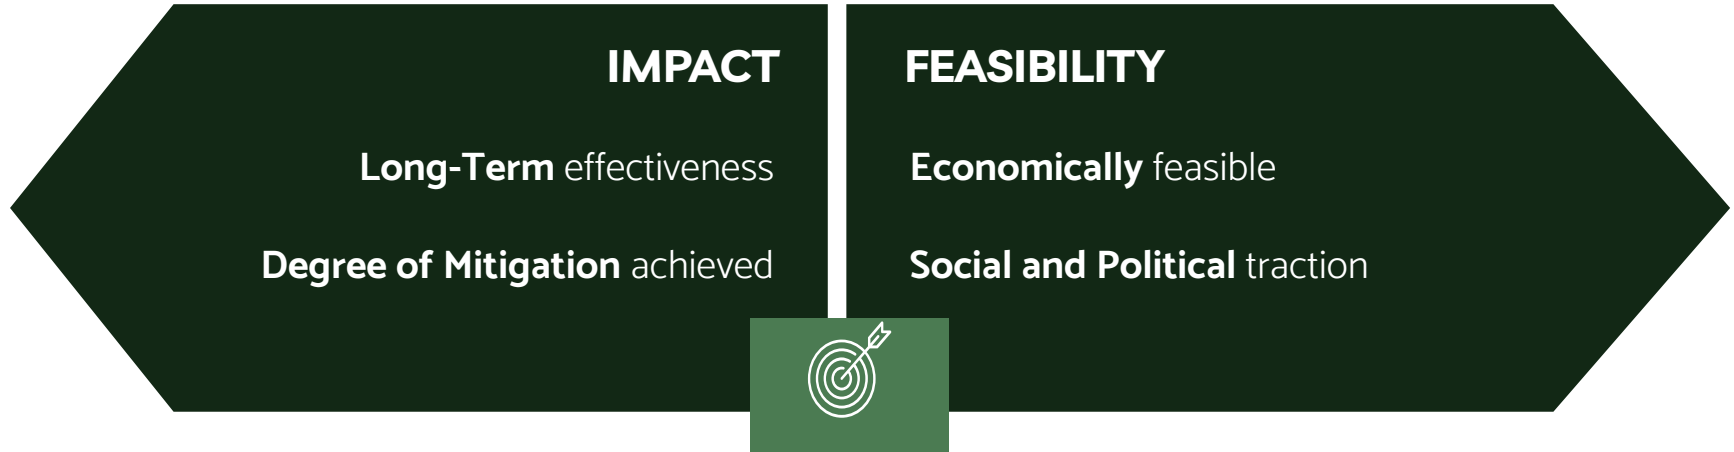 IMPACT
Long-Term effectiveness
Degree of Mitigation achieved
FEASIBILITY
Economically feasible
Social and Political traction